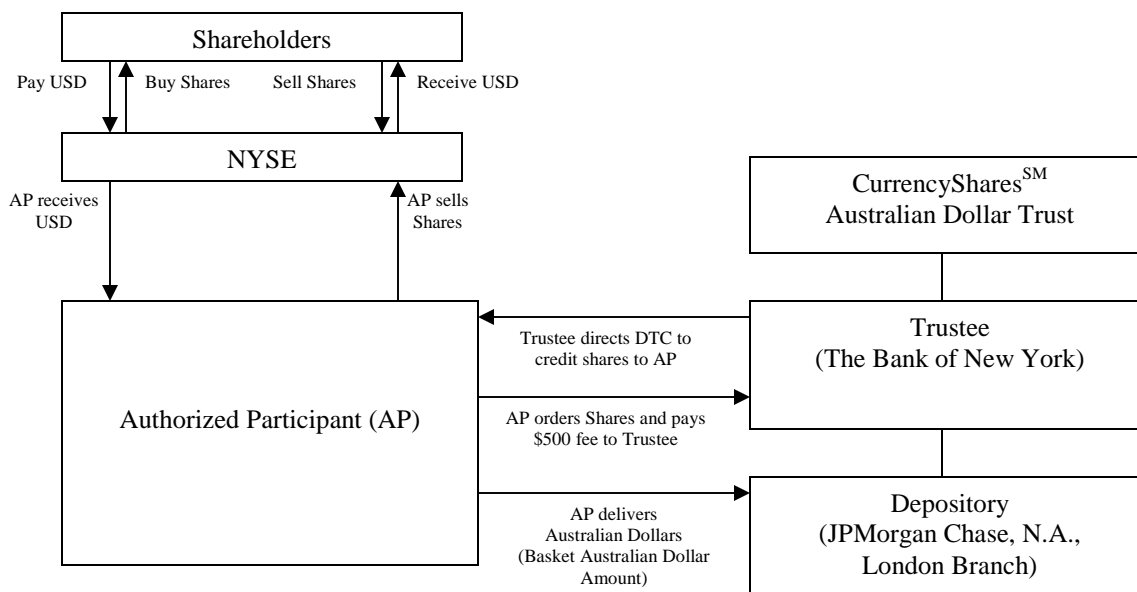 Shareholders
Pay USD
Buy Shares
Sell Shares
Receive USD
NYSE
AP receives
USD
AP sells
Shares
CurrencyShares^SM
Australian Dollar Trust
Trustee directs DTC to
credit shares to AP
Trustee
(The Bank of New York)
Authorized Participant (AP)
AP orders Shares and pays
$500 fee to Trustee
AP delivers
Australian Dollars
(Basket Australian Dollar
Amount)
Depository
(JPMorgan Chase, N.A.,
London Branch)